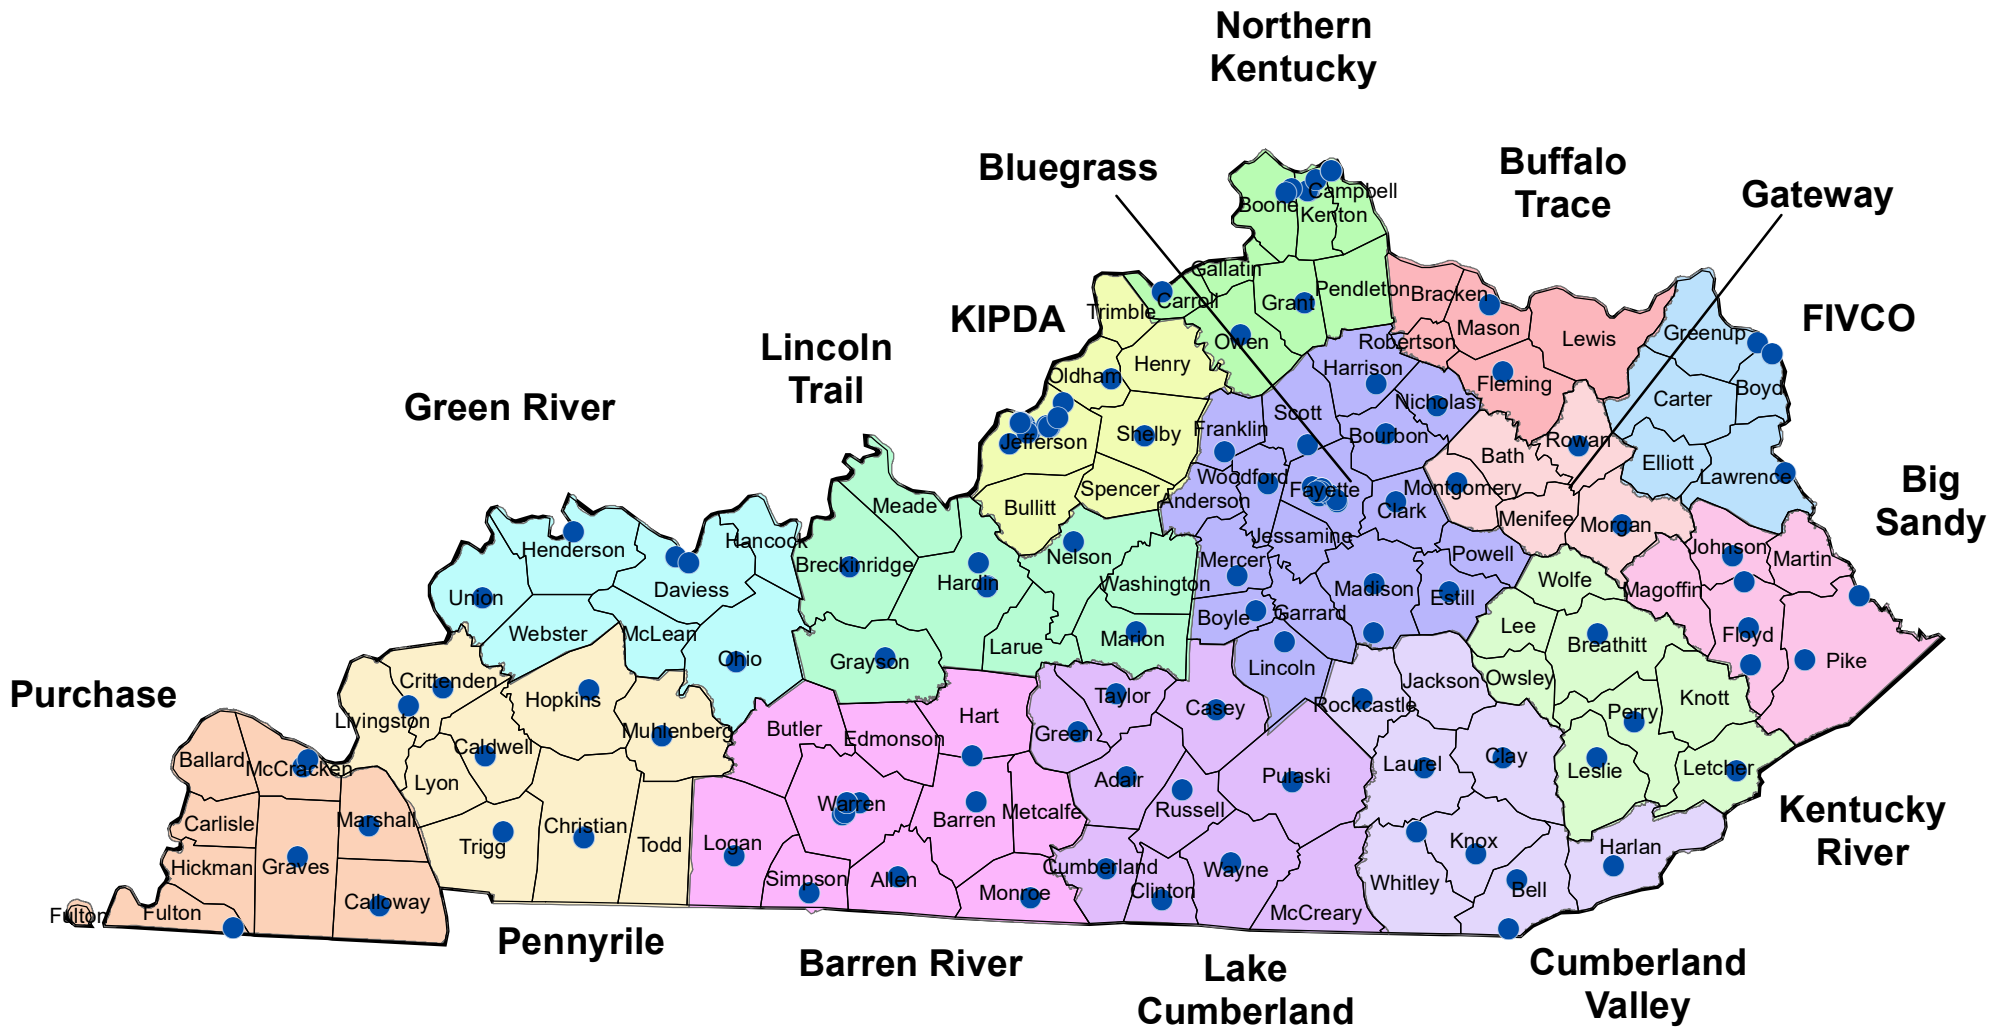 Northern
Kentucky
Bluegrass
Buffalo
Trace
Gateway
KIPDA
FIVCO
Lincoln
Trail
Green River
Big
Sandy
Purchase
Kentucky
River
Pennyrile
Barren River
Lake
Cumberland
Cumberland
Valley
Boone
Campbell
Kenton
Gallatin
Carroll
Grant
Pendleton
Owen
Bracken
Mason
Robertson
Lewis
Fleming
Greenup
Carter
Boyd
Elliott
Lawrence
Trimble
Henry
Oldham
Jefferson
Shelby
Spencer
Bullitt
Harrison
Nicholas
Scott
Franklin
Bourbon
Woodford
Anderson
Fayette
Clark
Jessamine
Mercer
Powell
Madison
Estill
Boyle
Garrard
Lincoln
Rowan
Bath
Montgomery
Menifee
Morgan
Johnson
Martin
Magoffin
Floyd
Pike
Wolfe
Lee
Breathitt
Owsley
Knott
Perry
Leslie
Letcher
Meade
Breckinridge
Hardin
Nelson
Washington
Larue
Marion
Grayson
Hancock
Henderson
Daviess
Union
Webster
McLean
Ohio
Crittenden
Livingston
Hopkins
Caldwell
Muhlenberg
Lyon
Trigg
Christian
Todd
Ballard
McCracken
Carlisle
Marshall
Hickman
Graves
Fulton
Fulton
Calloway
Butler
Edmonson
Hart
Warren
Barren
Metcalfe
Logan
Simpson
Allen
Monroe
Taylor
Green
Casey
Adair
Russell
Pulaski
Cumberland
Clinton
Wayne
McCreary
Rockcastle
Jackson
Laurel
Clay
Knox
Whitley
Bell
Harlan